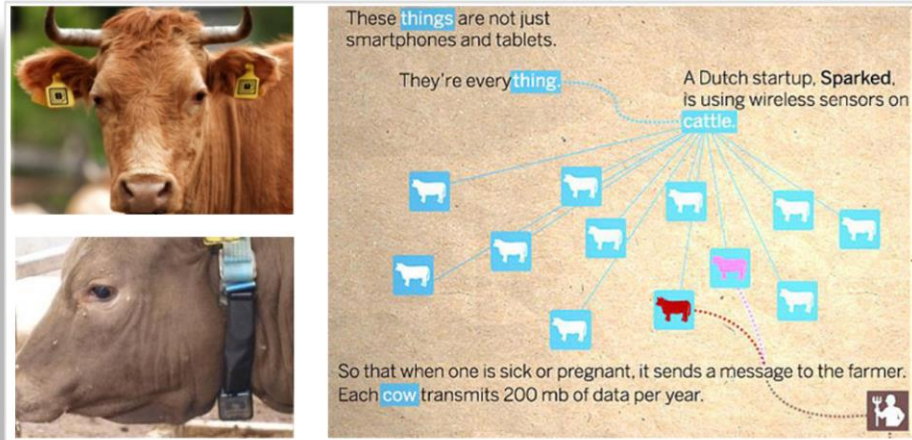 These things are not just
smartphones and tablets.
They're everything.
A Dutch startup, Sparked,
is using wireless sensors on
cattle.
So that when one is sick or pregnant, it sends a message to the farmer.
Each cow transmits 200 mb of data per year.